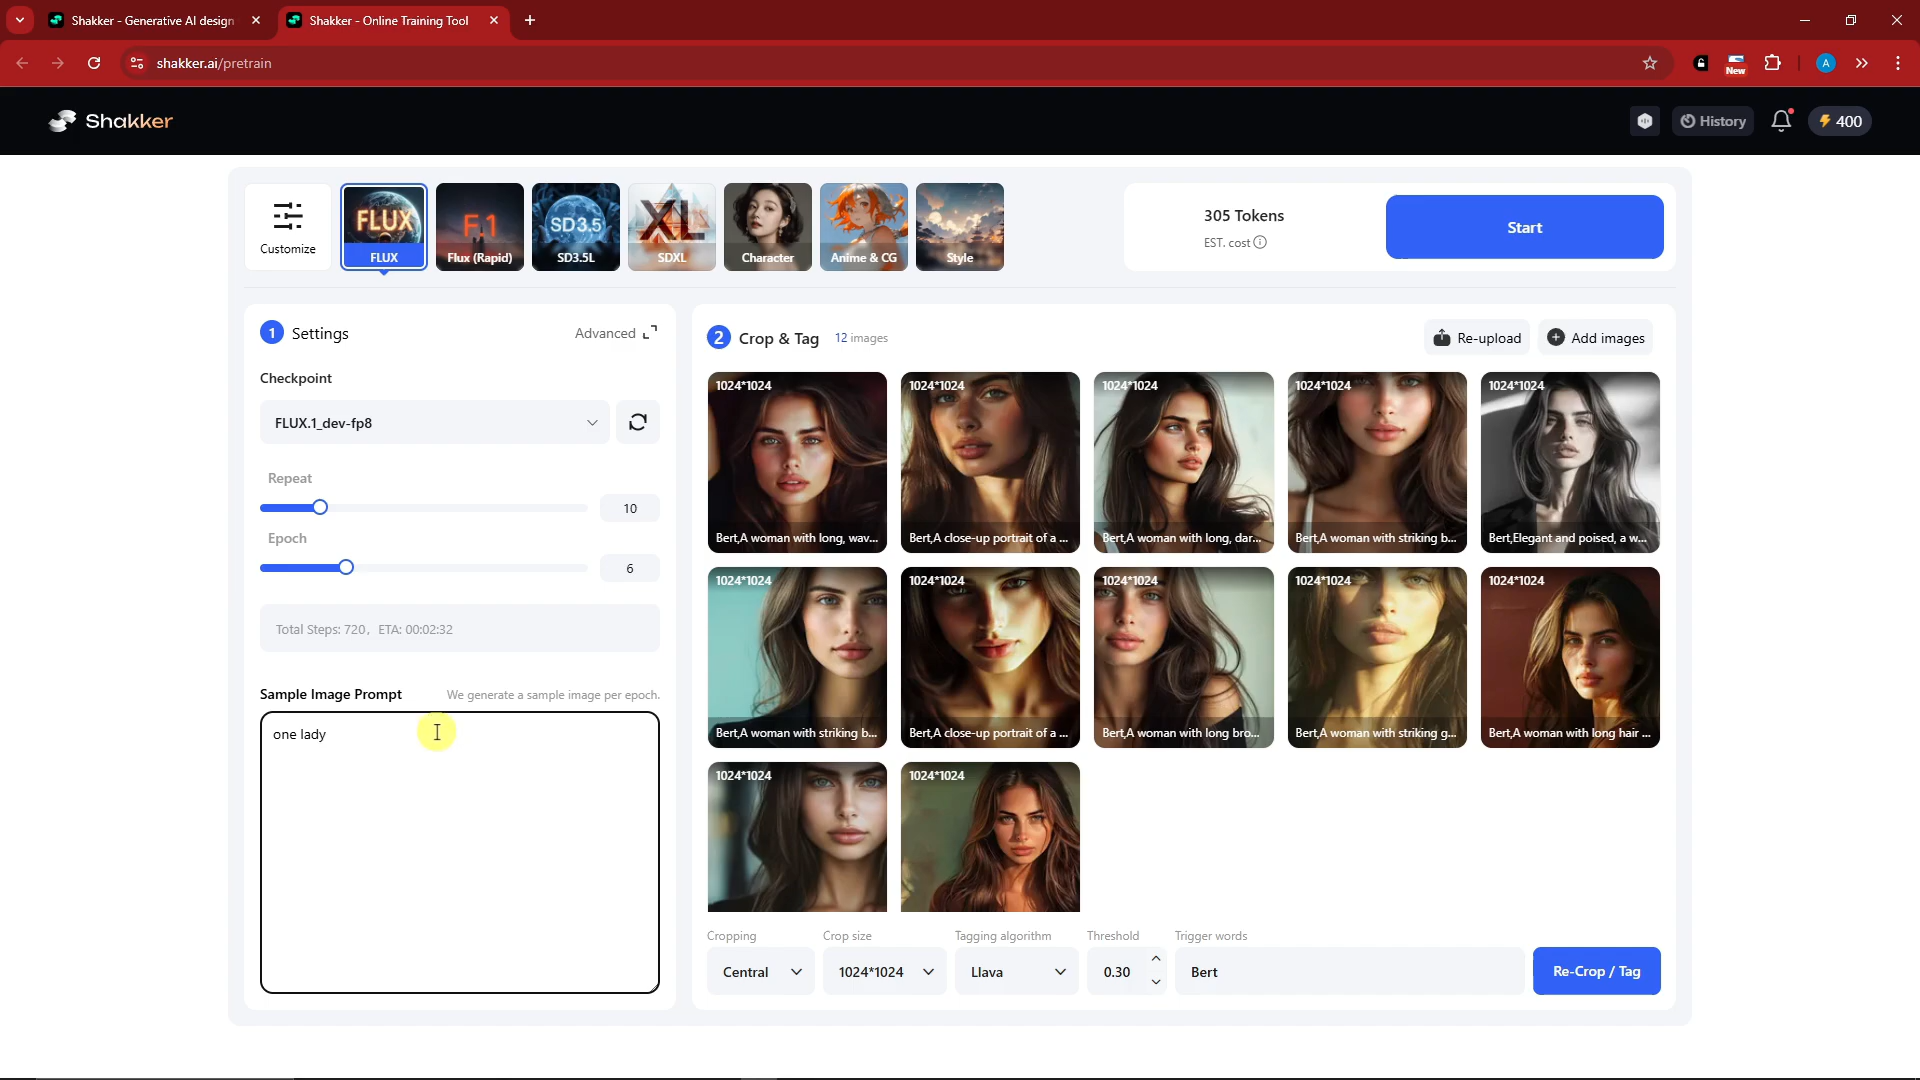 Shakker - Generative AI design
Shakker - Online Training Tool
shakker.ai/pretrain
New
A
Shakker
History
400
Customize
FLUX
FLUX
F.1
Flux (Rapid)
SD3.5
SD3.5L
XL
SDXL
Character
Anime & CG
Style
305 Tokens
EST. cost
Start
1 Settings
Advanced
Checkpoint
FLUX.1_dev-fp8
Repeat
10
Epoch
6
Total Steps: 720, ETA: 00:02:32
Sample Image Prompt
We generate a sample image per epoch.
one lady
2 Crop & Tag 12 images
Re-upload
Add images
1024*1024
1024*1024
1024*1024
1024*1024
1024*1024
Bert,A woman with long, wav...
Bert,A close-up portrait of a ...
Bert,A woman with long, dar...
Bert,A woman with striking b...
Bert,Elegant and poised, a w...
1024*1024
1024*1024
1024*1024
1024*1024
1024*1024
Bert,A woman with striking b...
Bert,A close-up portrait of a ...
Bert,A woman with long bro...
Bert,A woman with striking g...
Bert,A woman with long hair ...
1024*1024
1024*1024
Cropping
Crop size
Tagging algorithm
Threshold
Trigger words
Central
1024*1024
Llava
0.30
Bert
Re-Crop / Tag